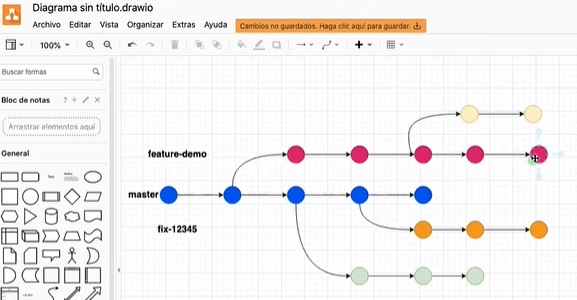 Diagrama sin título.drawio
Archivo Editar Vista Organizar Extras Ayuda
Cambios no guardados. Haga clic aquí para guardar.
100%
Buscar formas
Bloc de notas
Arrastrar elementos aquí
General
Text
feature-demo
master
fix-12345